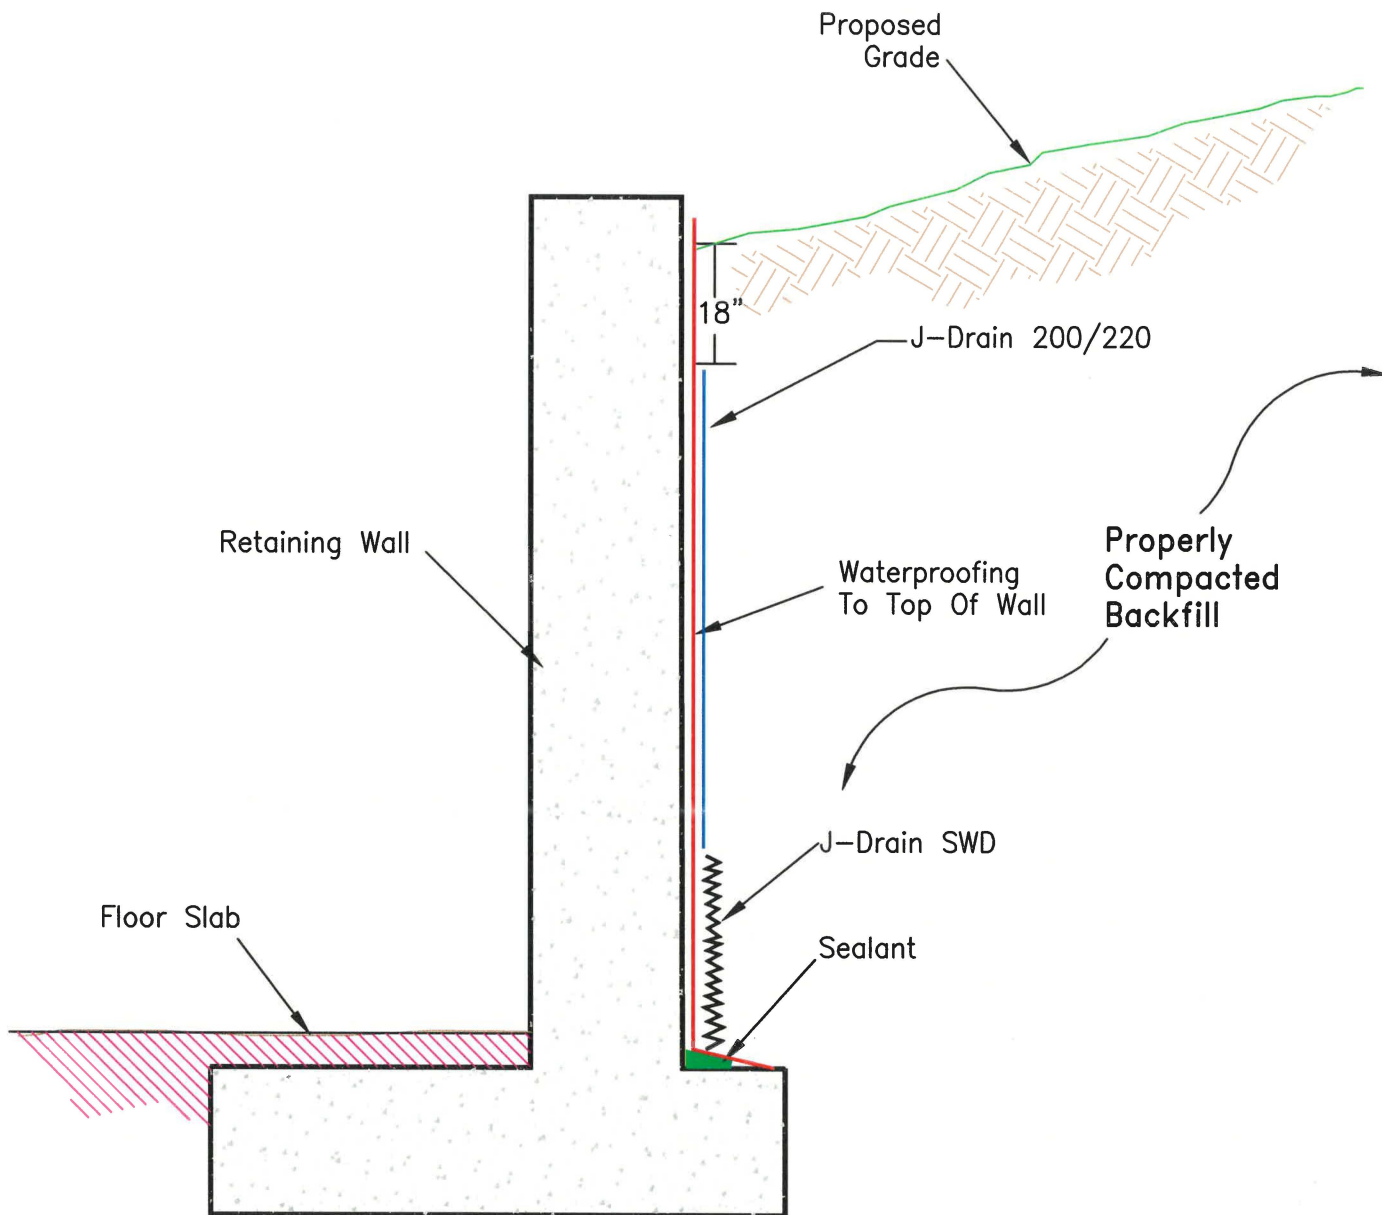 Proposed
Grade
18"
J-Drain 200/220
Retaining Wall
Waterproofing
To Top Of Wall
Properly
Compacted
Backfill
J-Drain SWD
Floor Slab
Sealant